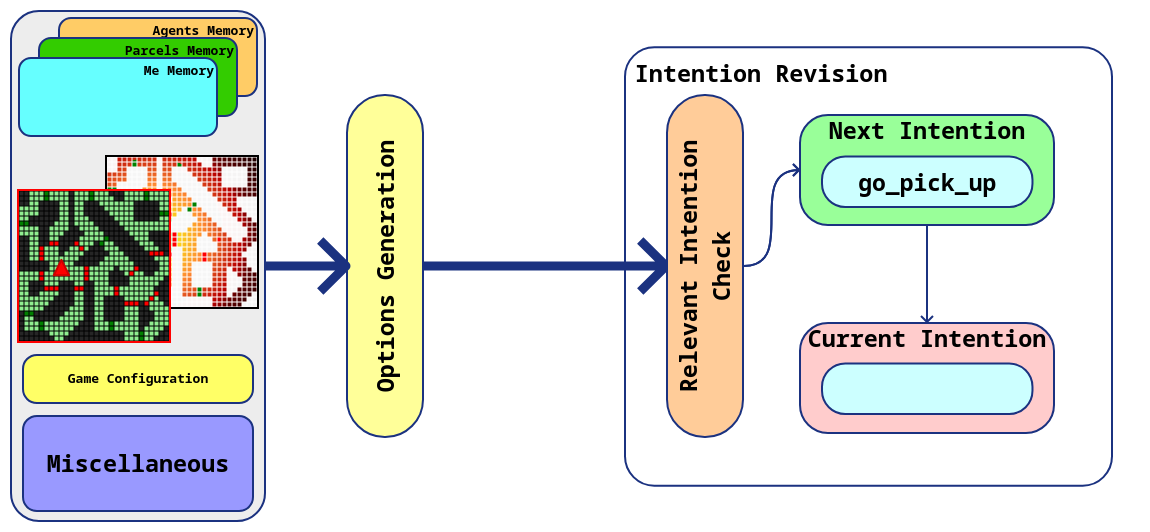 Agents Memory
Parcels Memory
Me Memory
Game Configuration
Miscellaneous
Options Generation
Intention Revision
Relevant Intention
Check
Next Intention
go_pick_up
Current Intention